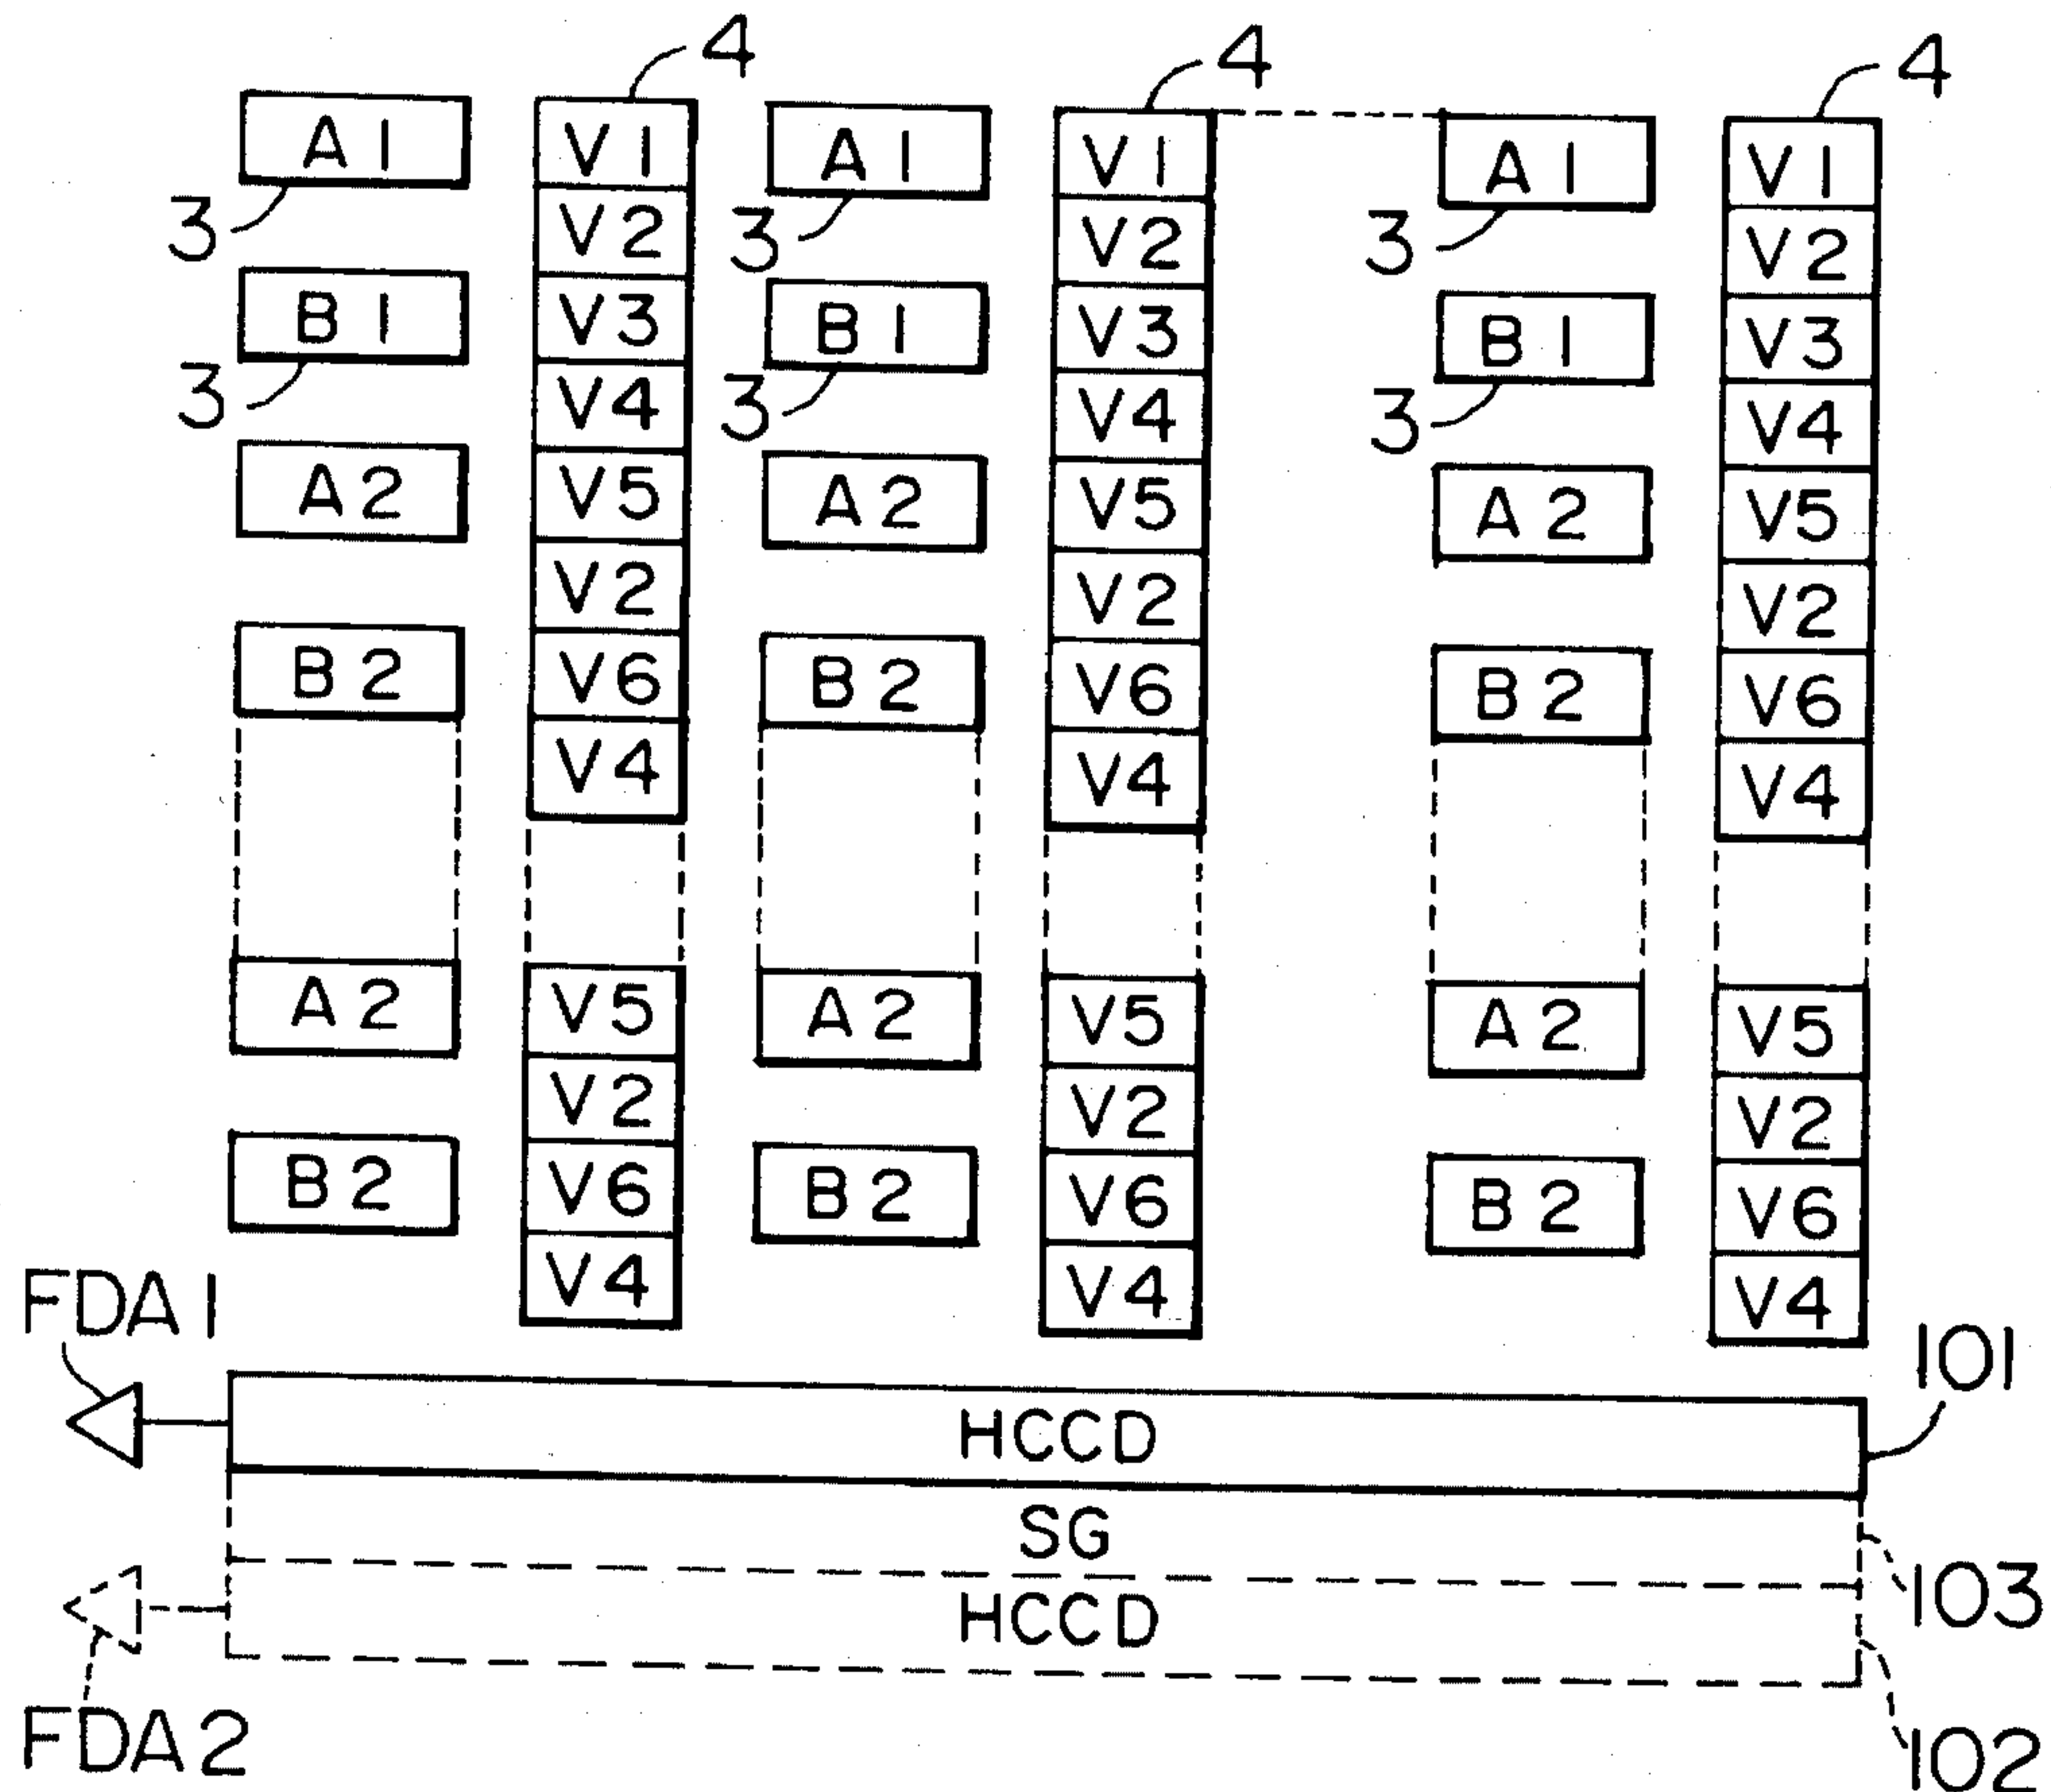 4 4 4
A1 V1 A1 V1 A1 V1
3 V2 3 V2 3 V2
B1 V3 B1 V3 B1 V3
3 V4 3 V4 3 V4
A2 V5 A2 V5 A2 V5
V2 V2 V2
B2 V6 B2 V6 B2 V6
V4 V4 V4
A2 V5 A2 V5 A2 V5
V2 V2 V2
B2 V6 B2 V6 B2 V6
V4 V4 V4
FDA1
101
HCCD
SG
103
HCCD
FDA2
102